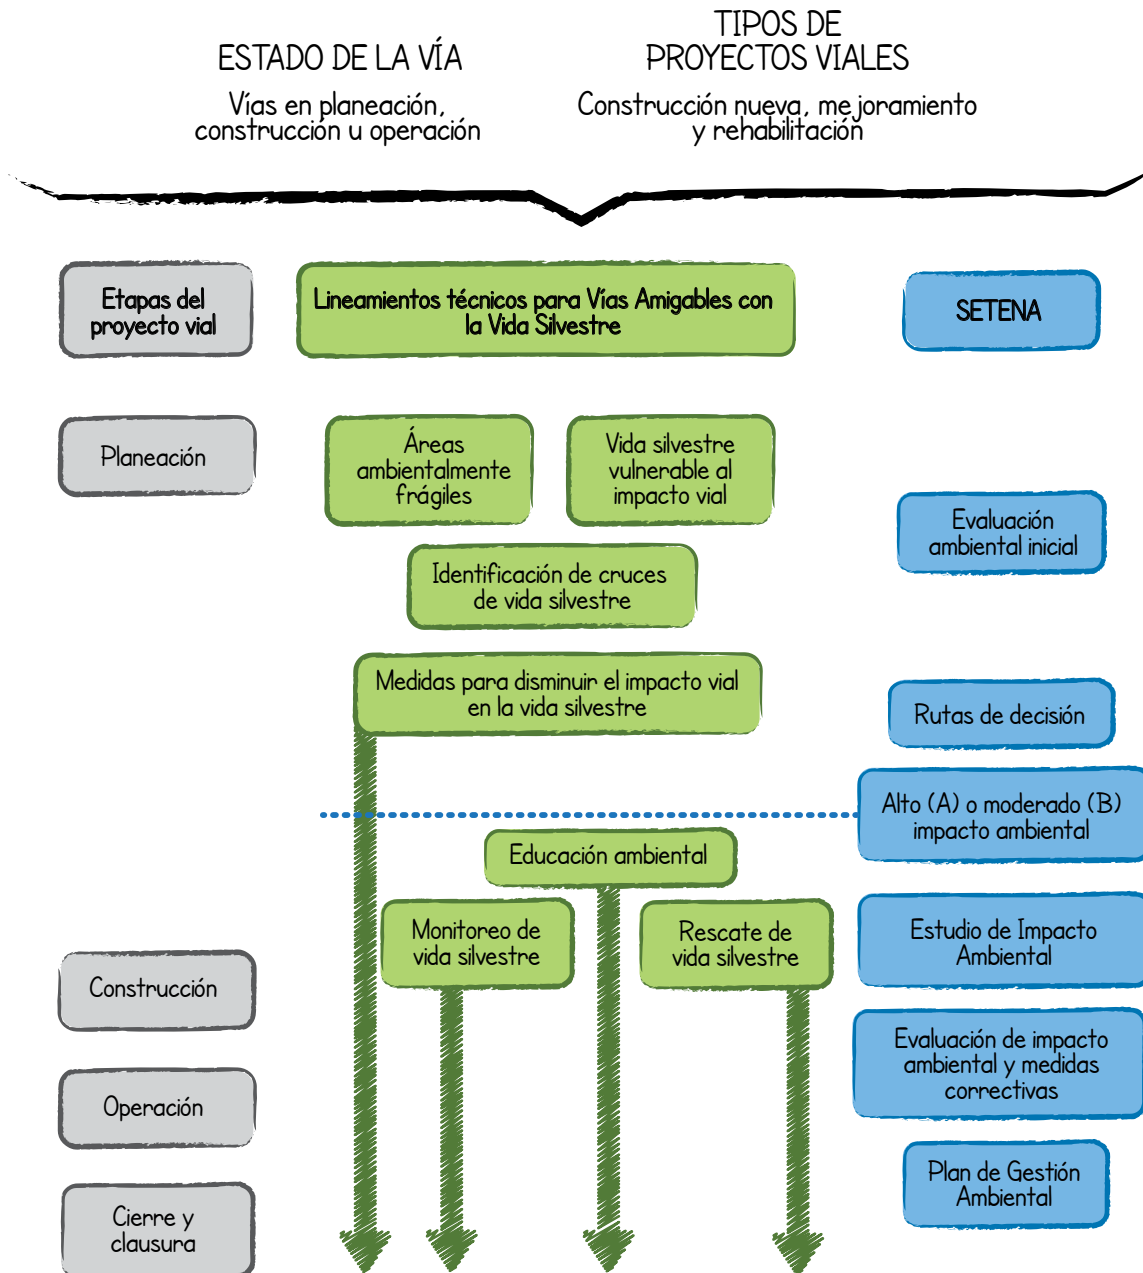 ESTADO DE LA VÍA
Vías en planeación,
construcción u operación
TIPOS DE
PROYECTOS VIALES
Construcción nueva, mejoramiento
y rehabilitación
Etapas del
proyecto vial
Lineamientos técnicos para Vías Amigables con
la Vida Silvestre
SETENA
Planeación
Áreas
ambientalmente
frágiles
Vida silvestre
vulnerable al
impacto vial
Evaluación
ambiental inicial
Identificación de cruces
de vida silvestre
Medidas para disminuir el impacto vial
en la vida silvestre
Rutas de decisión
Alto (A) o moderado (B)
impacto ambiental
Educación ambiental
Monitoreo de
vida silvestre
Rescate de
vida silvestre
Estudio de Impacto
Ambiental
Construcción
Evaluación de impacto
ambiental y medidas
correctivas
Operación
Plan de Gestión
Ambiental
Cierre y
clausura